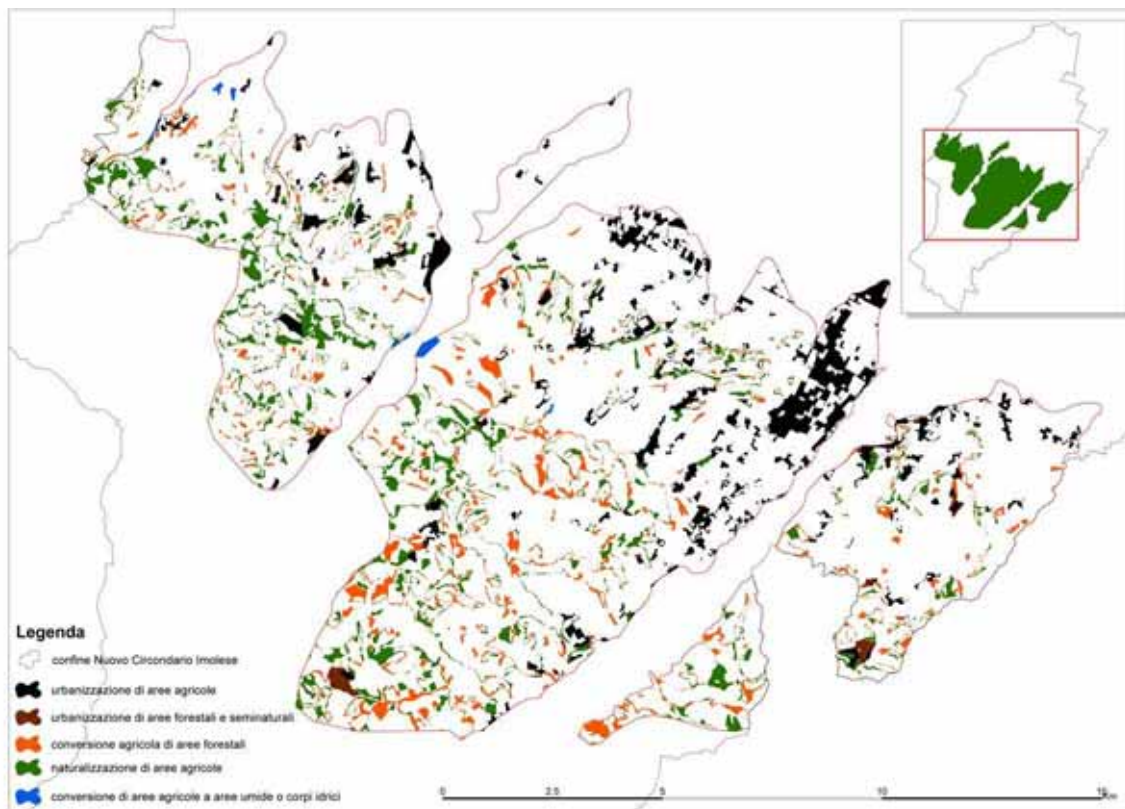 Legenda
confine Nuovo Circondario Imolese
urbanizzazione di aree agricole
urbanizzazione di aree forestali e seminaturali
conversione agricola di aree forestali
naturalizzazione di aree agricole
conversione di aree agricole a aree umide o corpi idrici
0 2.5 5 10 15